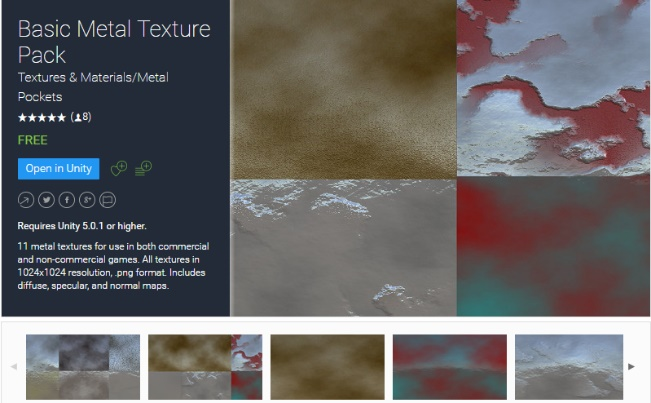 Basic Metal Texture
Pack
Textures & Materials/Metal
Pockets
★★★★★ (8)
FREE
Open in Unity
Requires Unity 5.0.1 or higher.
11 metal textures for use in both commercial
and non-commercial games. All textures in
1024x1024 resolution, .png format. Includes
diffuse, specular, and normal maps.